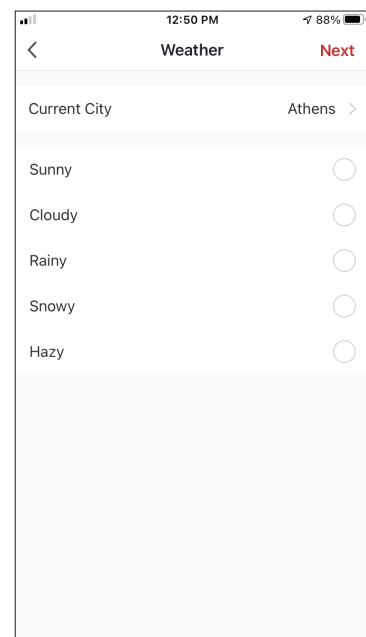 12:50 PM 88%
Weather Next
Current City Athens
Sunny
Cloudy
Rainy
Snowy
Hazy